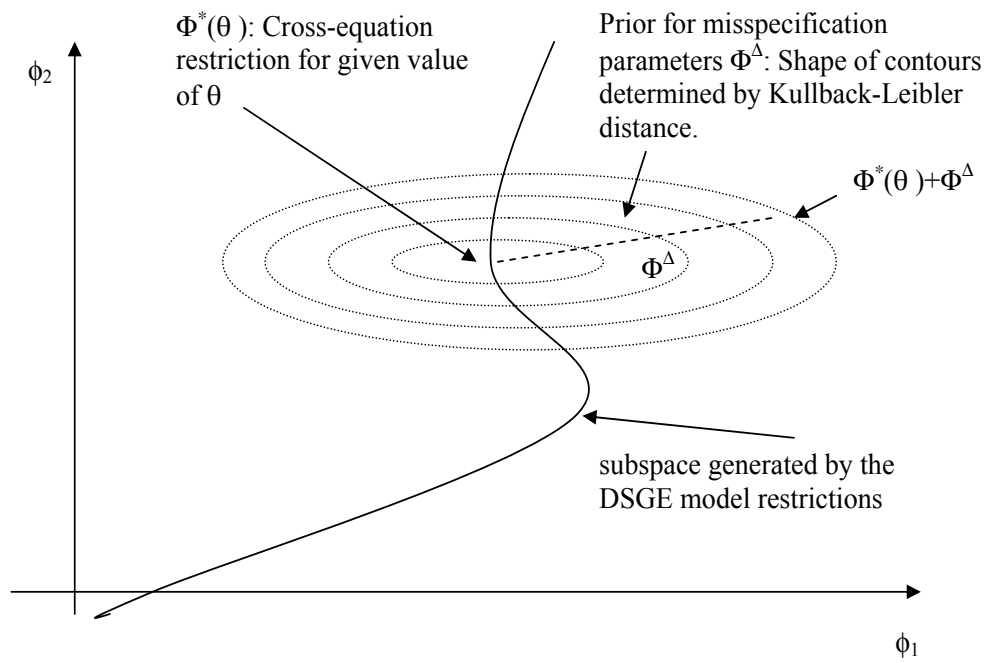 Φ*(θ ): Cross-equation
restriction for given value
of θ
Prior for misspecification
parameters Φ^Δ: Shape of contours
determined by Kullback-Leibler
distance.
ϕ₂
Φ*(θ )+Φ^Δ
Φ^Δ
subspace generated by the
DSGE model restrictions
ϕ₁